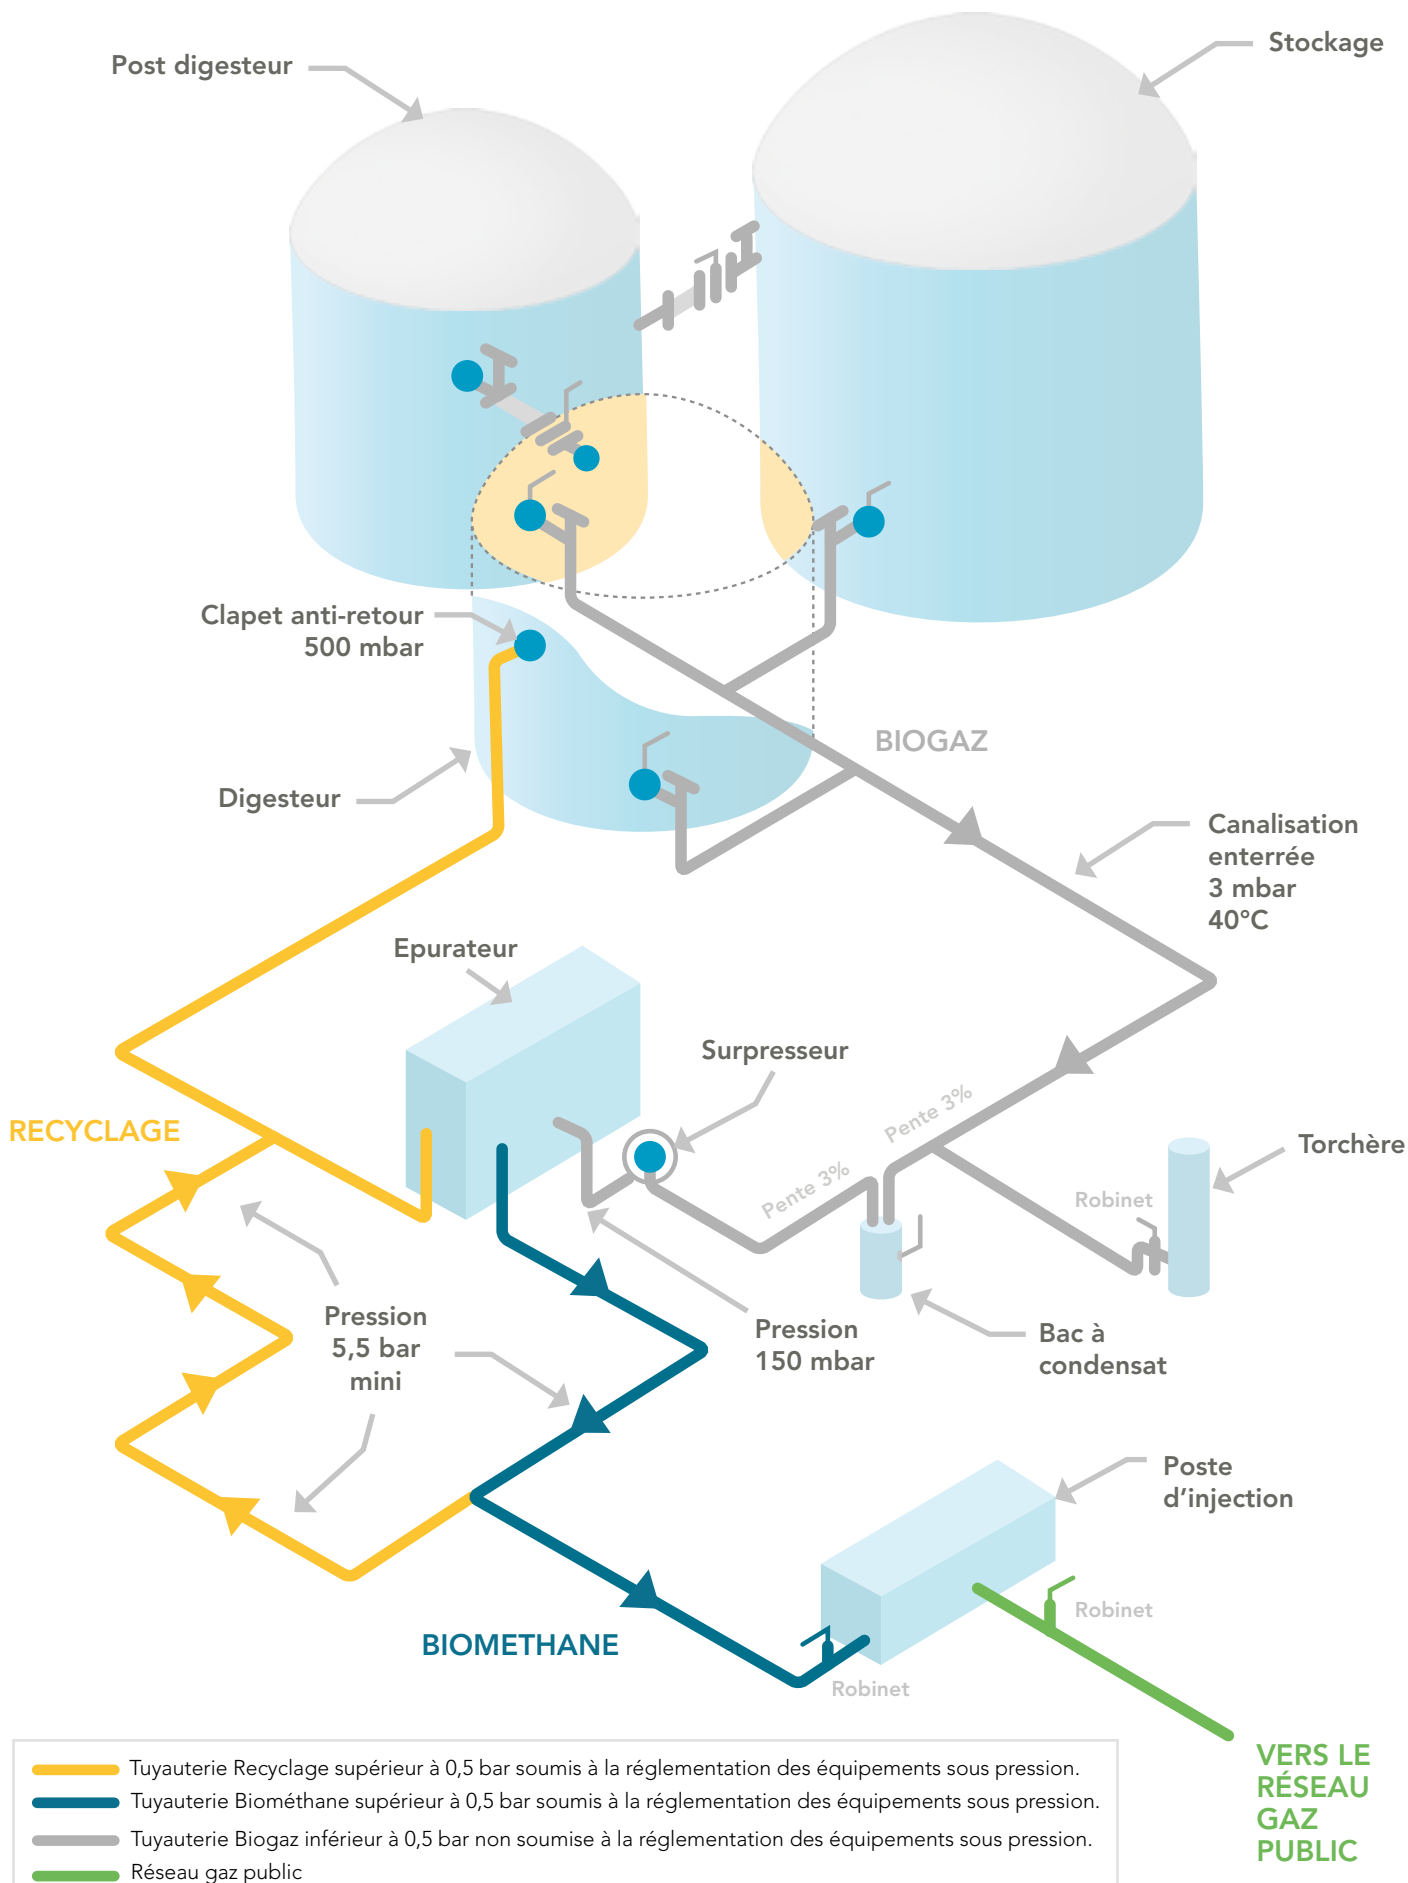 Stockage
Post digesteur
Clapet anti-retour
500 mbar
BIOGAZ
Digesteur
Canalisation
enterrée
3 mbar
40°C
Epurateur
Surpresseur
Pente 3%
RECYCLAGE
Torchère
Pente 3%
Robinet
Pression
5,5 bar
mini
Pression
150 mbar
Bac à
condensat
Poste
d'injection
Robinet
BIOMETHANE
Robinet
VERS LE
RÉSEAU
GAZ
PUBLIC
Tuyauterie Recyclage supérieur à 0,5 bar soumis à la réglementation des équipements sous pression.
Tuyauterie Biométhane supérieur à 0,5 bar soumis à la réglementation des équipements sous pression.
Tuyauterie Biogaz inférieur à 0,5 bar non soumise à la réglementation des équipements sous pression.
Réseau gaz public